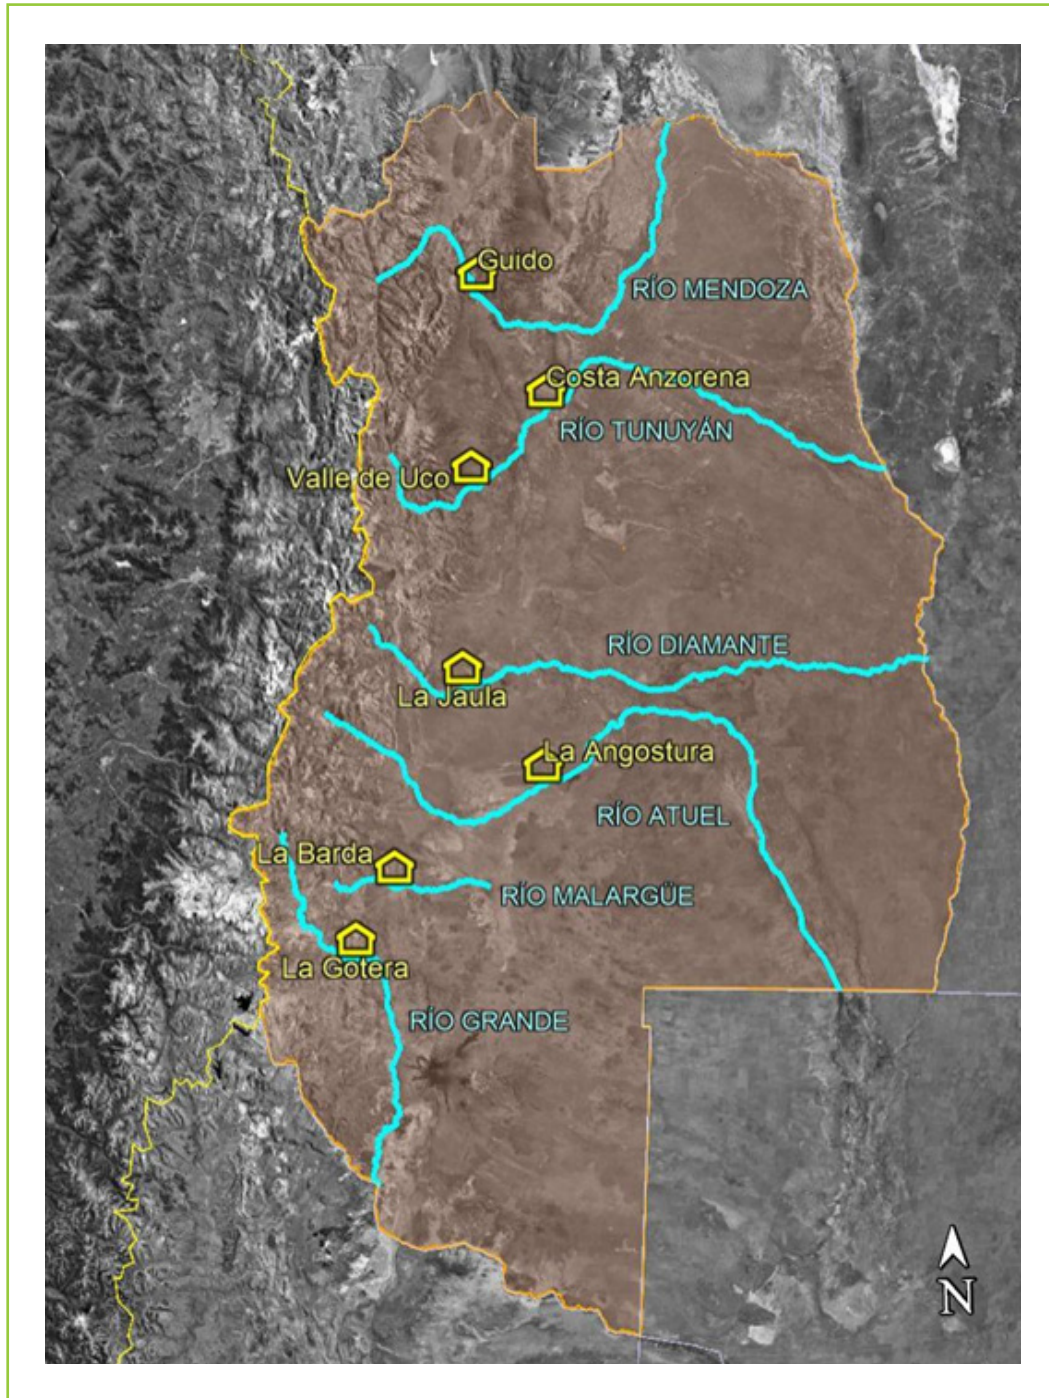 Guido
RÍO MENDOZA
Costa Anzorena
RÍO TUNUYÁN
Valle de Uco
RÍO DIAMANTE
La Jaula
La Angostura
RÍO ATUEL
La Barda
RÍO MALARGÜE
La Gotera
RÍO GRANDE
N